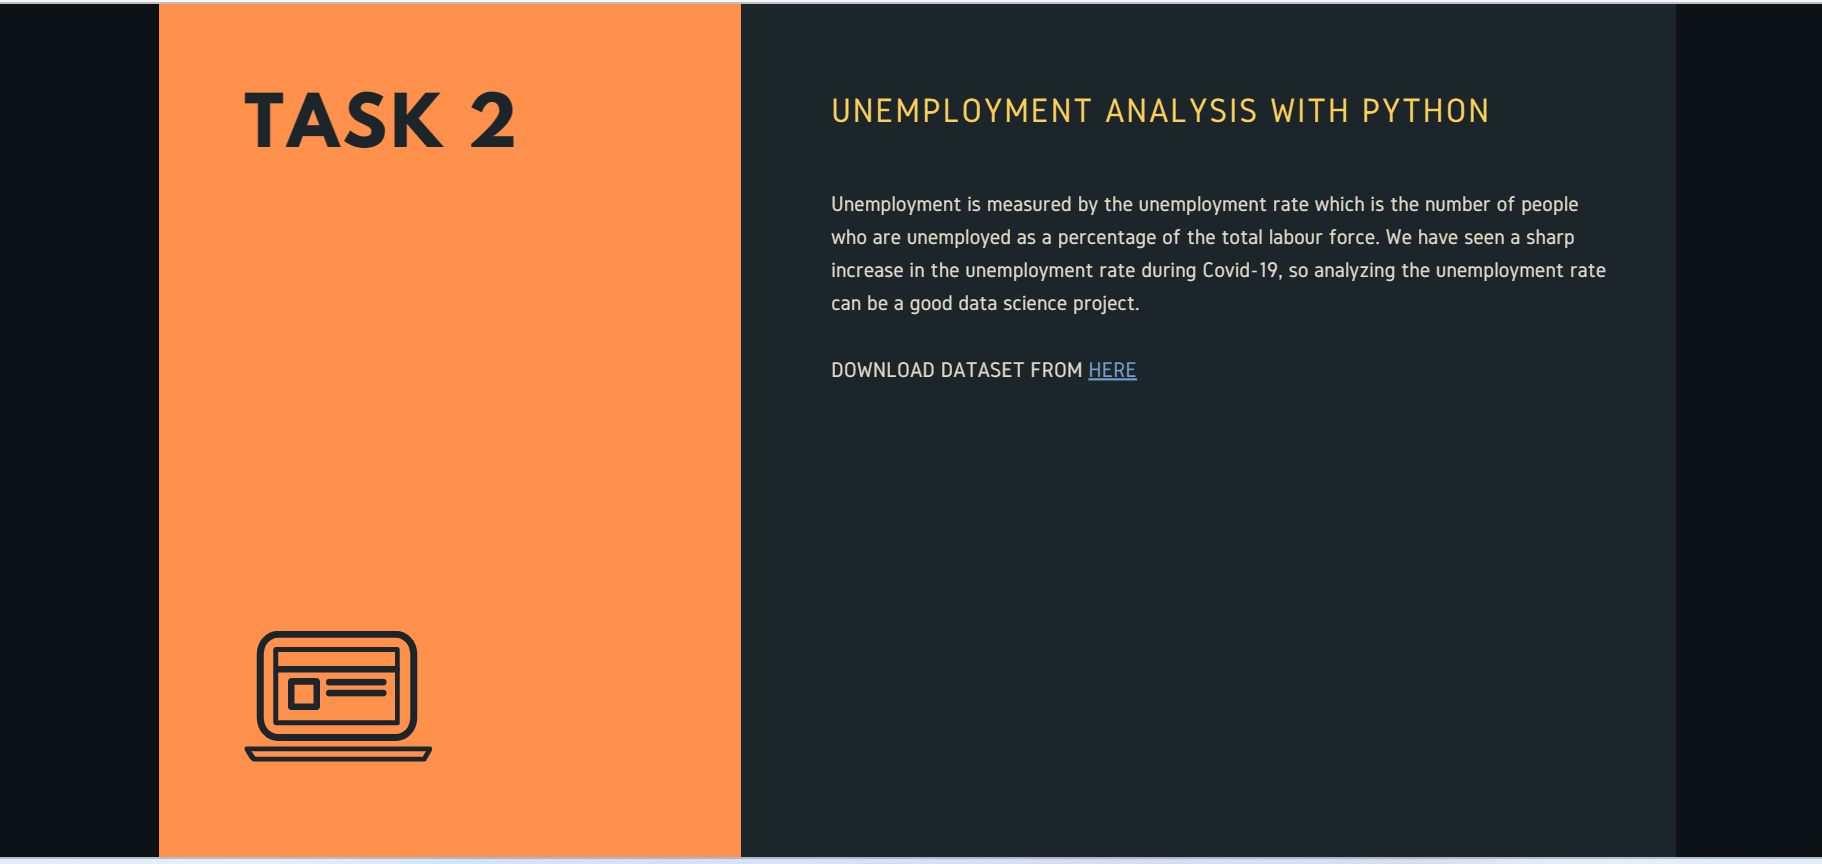 TASK 2
UNEMPLOYMENT ANALYSIS WITH PYTHON
Unemployment is measured by the unemployment rate which is the number of people
who are unemployed as a percentage of the total labour force. We have seen a sharp
increase in the unemployment rate during Covid-19, so analyzing the unemployment rate
can be a good data science project.
DOWNLOAD DATASET FROM HERE